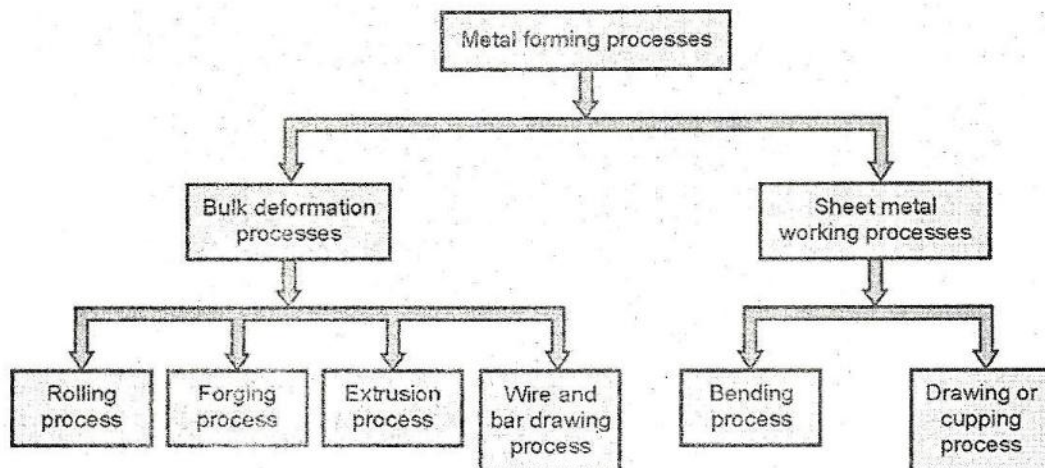 Metal forming processes
Bulk deformation
processes
Sheet metal
working processes
Rolling
process
Forging
process
Extrusion
process
Wire and
bar drawing
process
Bending
process
Drawing or
cupping
process